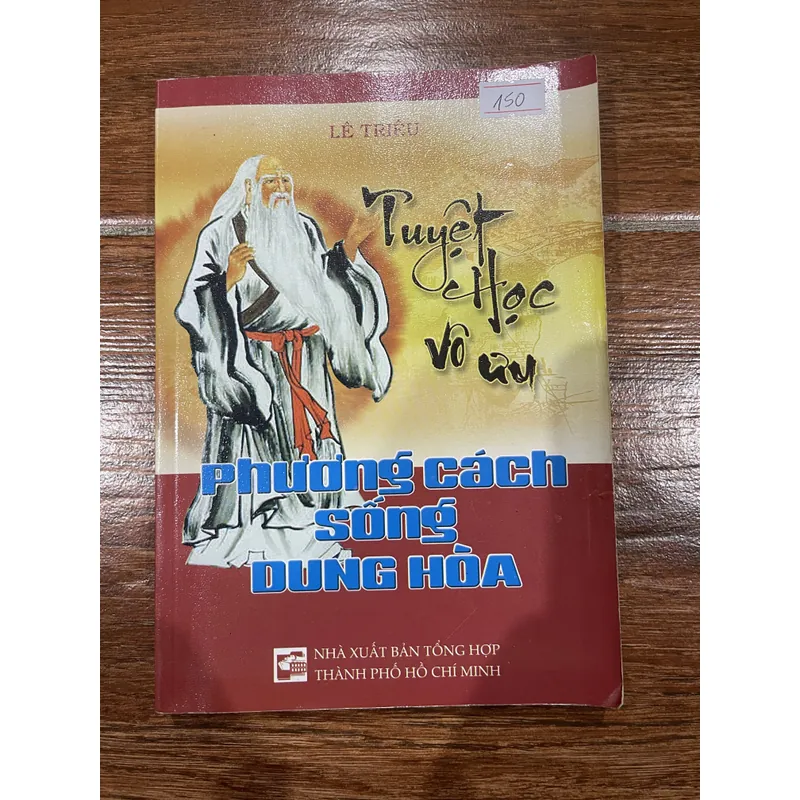 150
LÊ TRIỀU
Tuyệt
Học
Vô ưu
Phương cách
sống
DUNG HÒA
NHÀ XUẤT BẢN TỔNG HỢP
THÀNH PHỐ HỒ CHÍ MINH